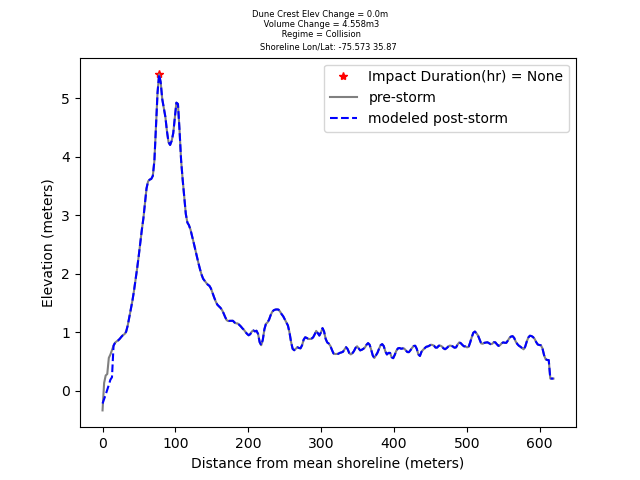 Dune Crest Elev Change = 0.0m
Volume Change = 4.558m3
Regime = Collision
Shoreline Lon/Lat: -75.573 35.87
Impact Duration(hr) = None
pre-storm
modeled post-storm
Elevation (meters)
5
4
3
2
1
0
0 100 200 300 400 500 600
Distance from mean shoreline (meters)